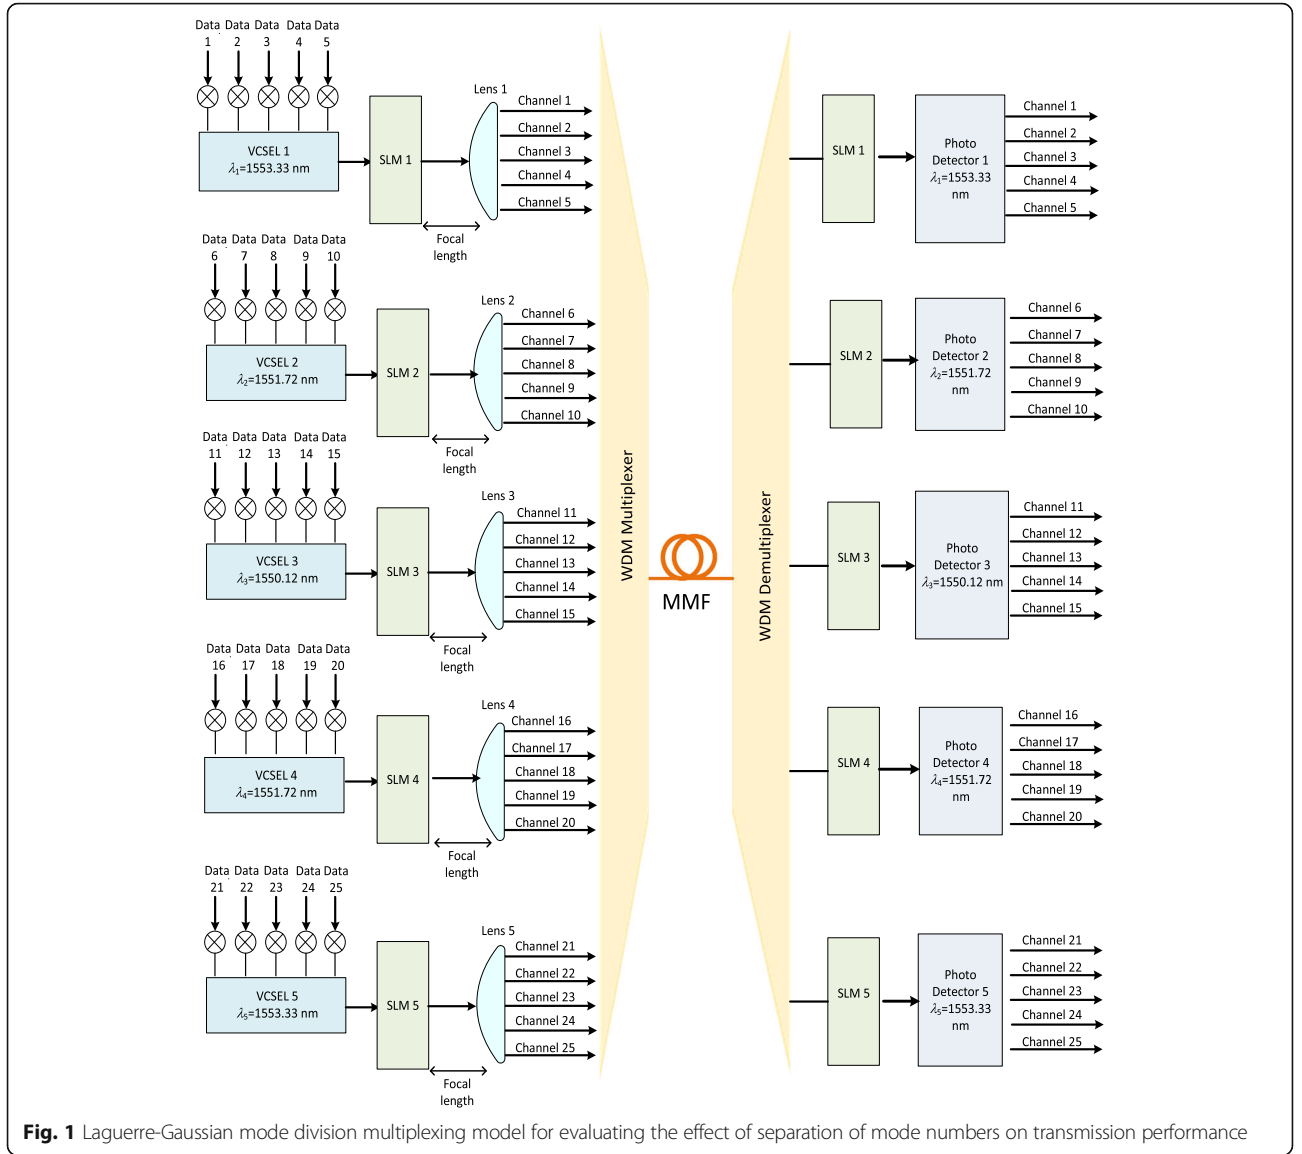 Data Data Data Data Data
1 2 3 4 5
VCSEL 1
λ1=1553.33 nm
SLM 1
Lens 1
Focal
length
Channel 1
Channel 2
Channel 3
Channel 4
Channel 5
Data Data Data Data Data
6 7 8 9 10
VCSEL 2
λ2=1551.72 nm
SLM 2
Lens 2
Focal
length
Channel 6
Channel 7
Channel 8
Channel 9
Channel 10
Data Data Data Data Data
11 12 13 14 15
VCSEL 3
λ3=1550.12 nm
SLM 3
Lens 3
Focal
length
Channel 11
Channel 12
Channel 13
Channel 14
Channel 15
Data Data Data Data Data
16 17 18 19 20
VCSEL 4
λ4=1551.72 nm
SLM 4
Lens 4
Focal
length
Channel 16
Channel 17
Channel 18
Channel 19
Channel 20
Data Data Data Data Data
21 22 23 24 25
VCSEL 5
λ5=1553.33 nm
SLM 5
Lens 5
Focal
length
Channel 21
Channel 22
Channel 23
Channel 24
Channel 25
WDM Multiplexer
MMF
WDM Demultiplexer
SLM 1
Photo
Detector 1
λ1=1553.33
nm
Channel 1
Channel 2
Channel 3
Channel 4
Channel 5
SLM 2
Photo
Detector 2
λ2=1551.72
nm
Channel 6
Channel 7
Channel 8
Channel 9
Channel 10
SLM 3
Photo
Detector 3
λ3=1550.12 nm
Channel 11
Channel 12
Channel 13
Channel 14
Channel 15
SLM 4
Photo
Detector 4
λ4=1551.72
nm
Channel 16
Channel 17
Channel 18
Channel 19
Channel 20
SLM 5
Photo
Detector 5
λ5=1553.33
nm
Channel 21
Channel 22
Channel 23
Channel 24
Channel 25
Fig. 1 Laguerre-Gaussian mode division multiplexing model for evaluating the effect of separation of mode numbers on transmission performance